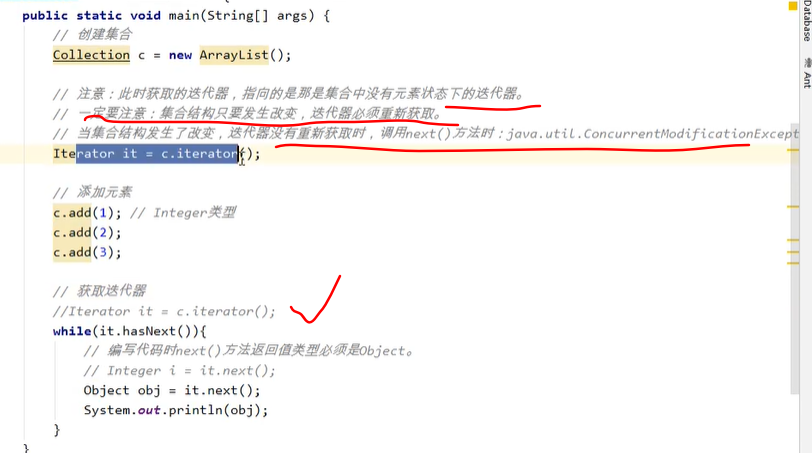 public static void main(String[] args) {
// 创建集合
Collection c = new ArrayList();
// 注意：此时获取的迭代器，指向的是那是集合中没有元素状态下的迭代器。
// 一定要注意：集合结构只要发生改变，迭代器必须重新获取。
// 当集合结构发生了改变，迭代器没有重新获取时，调用next()方法时：java.util.ConcurrentModificationExcept
Iterator it = c.iterator();
// 添加元素
c.add(1); // Integer类型
c.add(2);
c.add(3);
// 获取迭代器
//Iterator it = c.iterator();
while(it.hasNext()){
// 编写代码时next()方法返回值类型必须是Object。
// Integer i = it.next();
Object obj = it.next();
System.out.println(obj);
}
}
Database
Ant